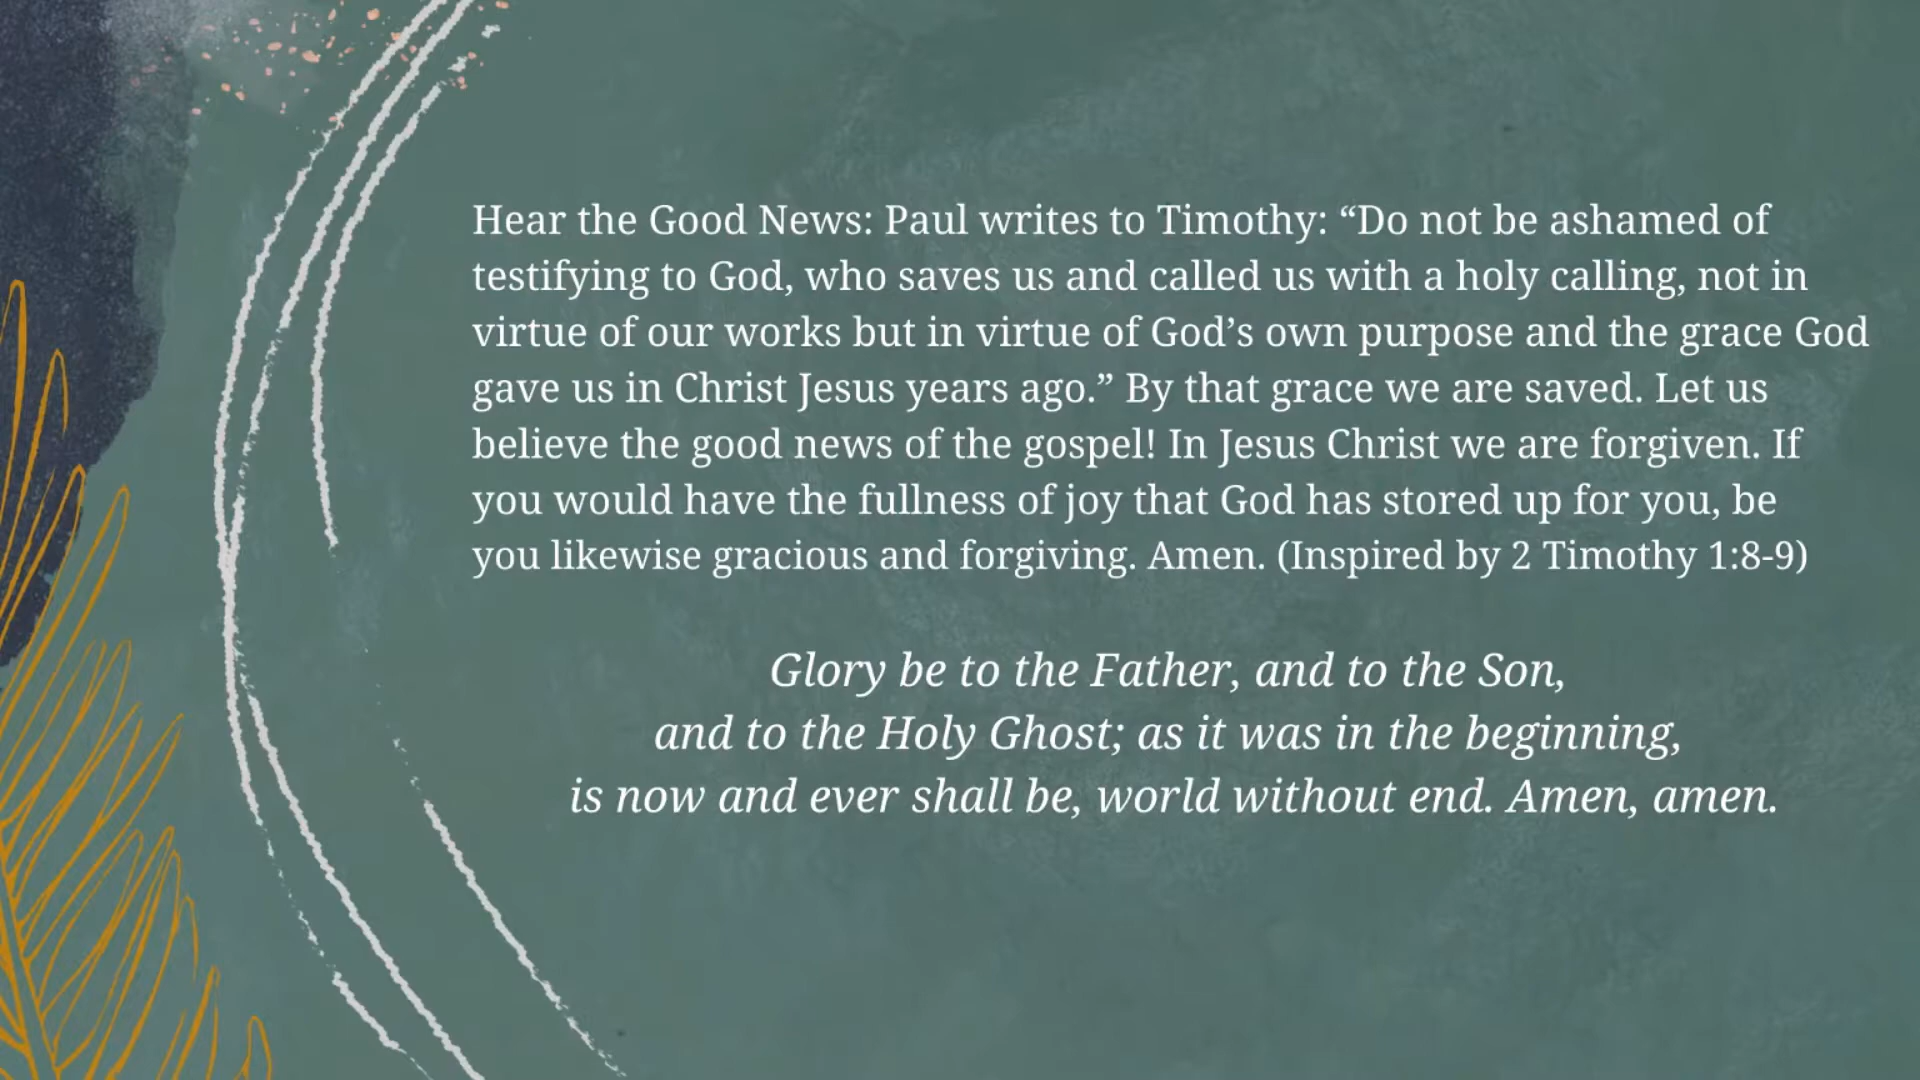 Hear the Good News: Paul writes to Timothy: “Do not be ashamed of
testifying to God, who saves us and called us with a holy calling, not in
virtue of our works but in virtue of God’s own purpose and the grace God
gave us in Christ Jesus years ago.” By that grace we are saved. Let us
believe the good news of the gospel! In Jesus Christ we are forgiven. If
you would have the fullness of joy that God has stored up for you, be
you likewise gracious and forgiving. Amen. (Inspired by 2 Timothy 1:8-9)
Glory be to the Father, and to the Son,
and to the Holy Ghost; as it was in the beginning,
is now and ever shall be, world without end. Amen, amen.